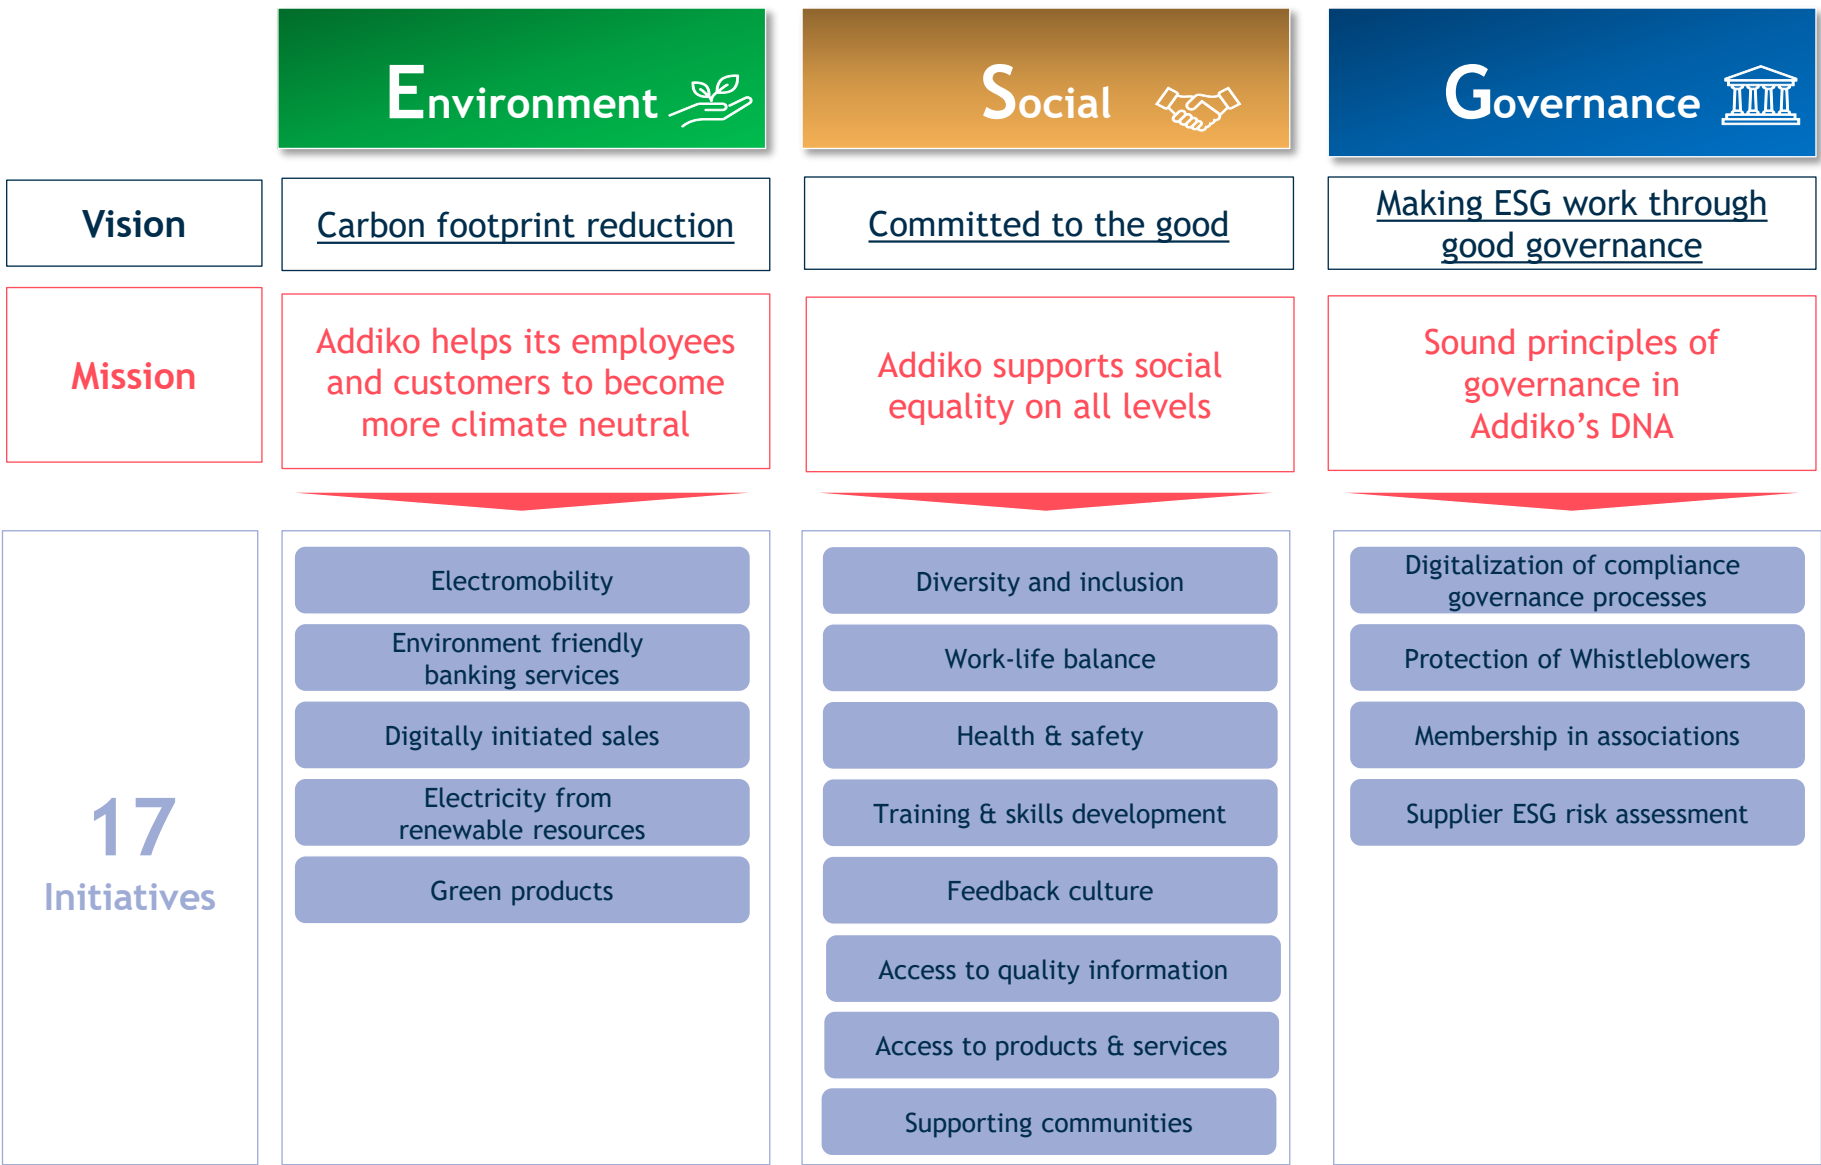 Environment
Social
Governance
Vision
Carbon footprint reduction
Committed to the good
Making ESG work through
good governance
Mission
Addiko helps its employees
and customers to become
more climate neutral
Addiko supports social
equality on all levels
Sound principles of
governance in
Addiko’s DNA
17
Initiatives
Electromobility
Environment friendly
banking services
Digitally initiated sales
Electricity from
renewable resources
Green products
Diversity and inclusion
Work-life balance
Health & safety
Training & skills development
Feedback culture
Access to quality information
Access to products & services
Supporting communities
Digitalization of compliance
governance processes
Protection of Whistleblowers
Membership in associations
Supplier ESG risk assessment